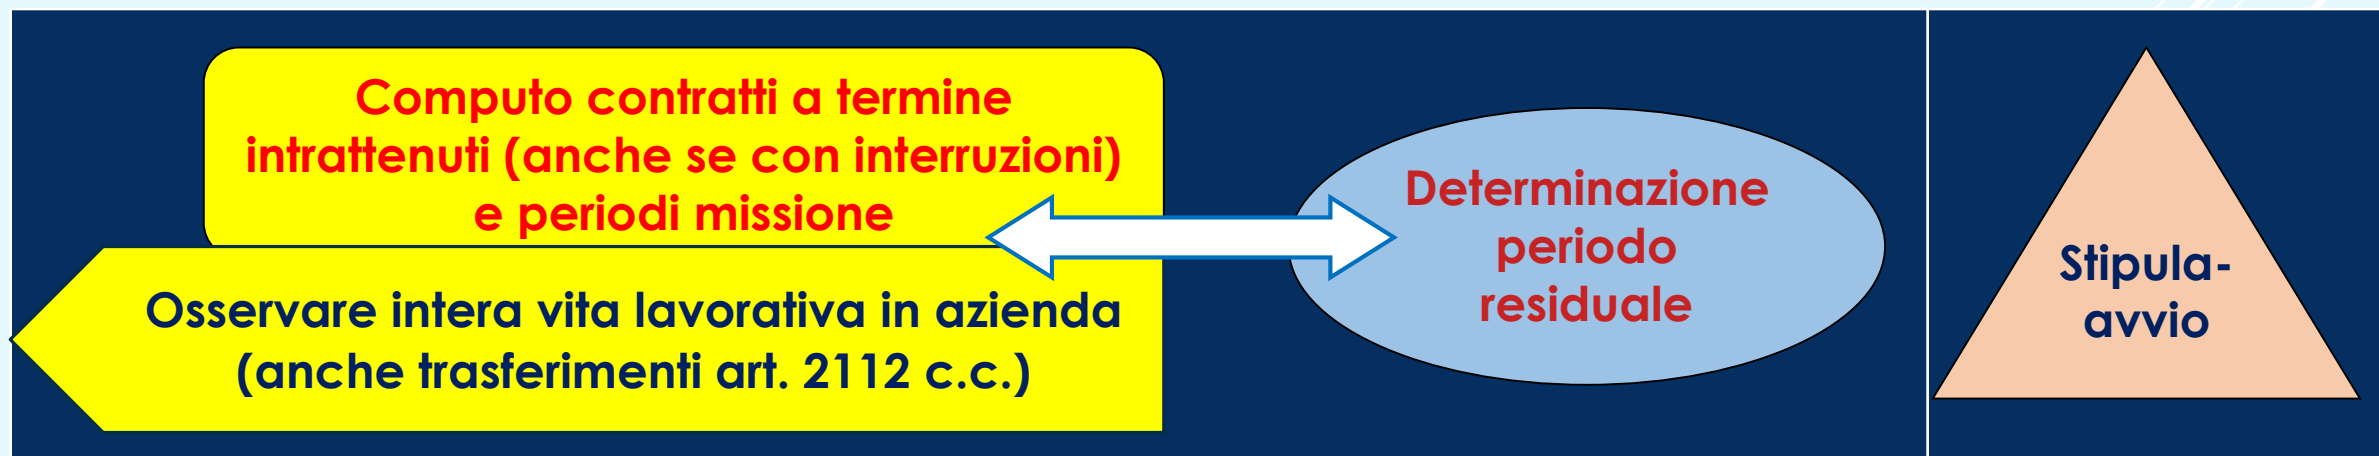 Computo contratti a termine
intrattenuti (anche se con interruzioni)
e periodi missione
Osservare intera vita lavorativa in azienda
(anche trasferimenti art. 2112 c.c.)
Determinazione
periodo
residuale
Stipula-
avvio